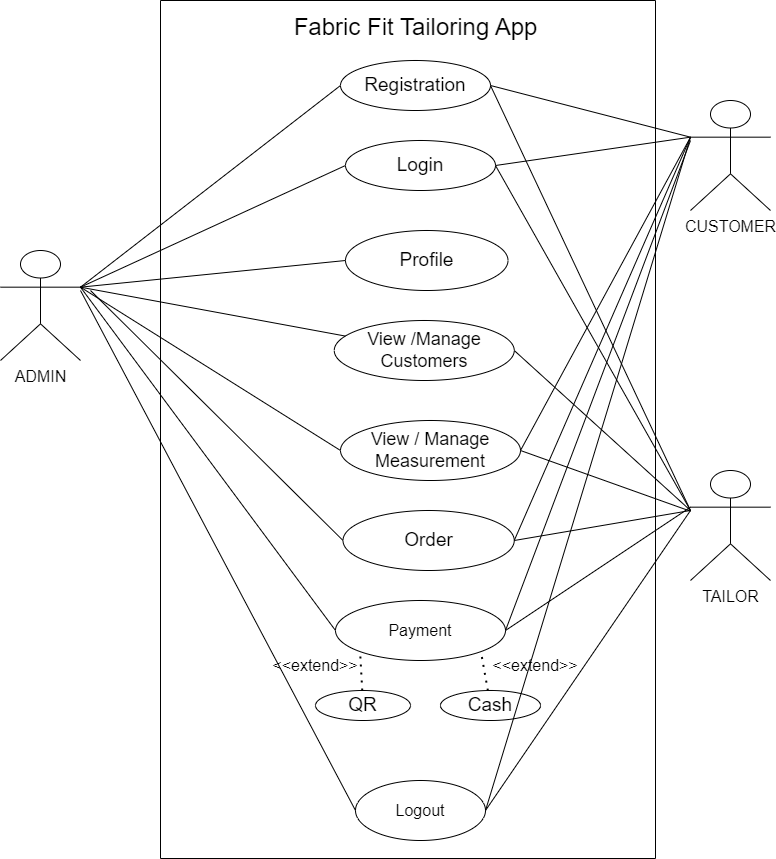 Fabric Fit Tailoring App
Registration
Login
Profile
View /Manage
Customers
View / Manage
Measurement
Order
Payment
<<extend>>
<<extend>>
QR
Cash
Logout
ADMIN
CUSTOMER
TAILOR